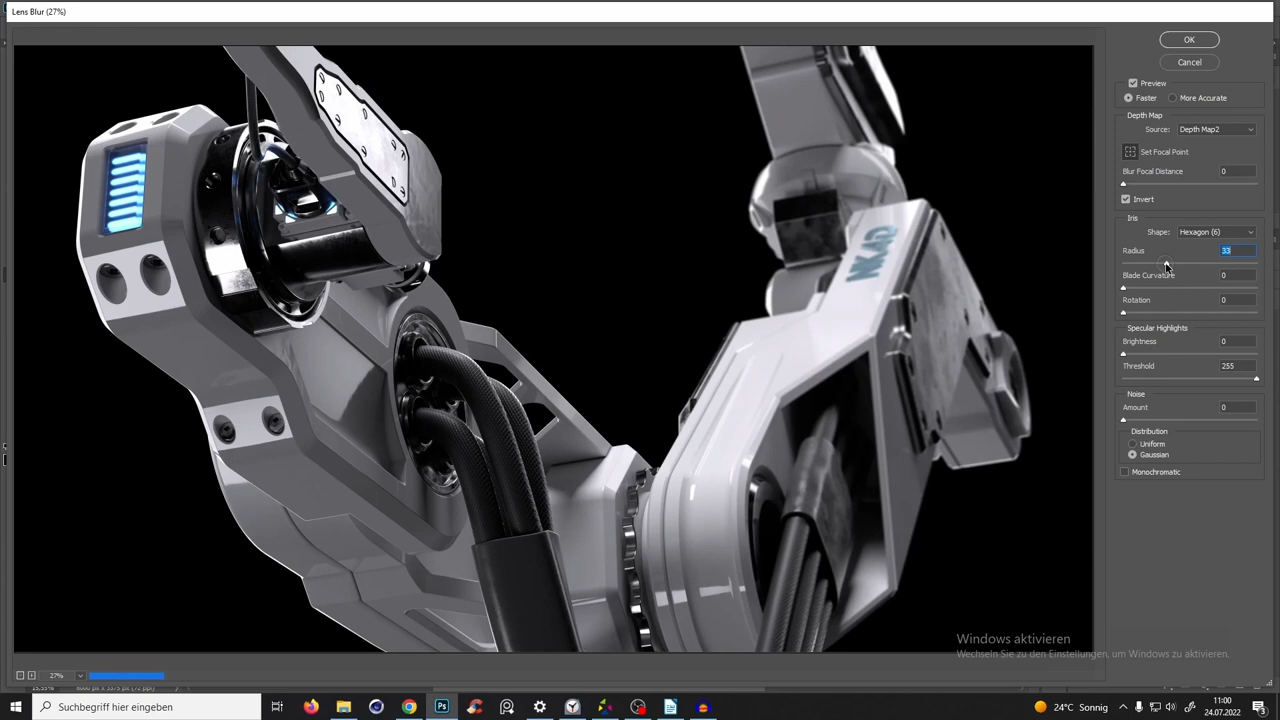 Lens Blur (27%)
OK
Cancel
Preview
Faster
More Accurate
Depth Map
Source:
Depth Map2
Set Focal Point
Blur Focal Distance
0
Invert
Iris
Shape:
Hexagon (6)
Radius
33
Blade Curvature
0
Rotation
0
Specular Highlights
Brightness
0
Threshold
255
Noise
Amount
0
Distribution
Uniform
Gaussian
Monochromatic
NK4D
Windows aktivieren
Wechseln Sie zu den Einstellungen, um Windows zu aktivieren.
27%
Suchbegriff hier eingeben
Ps
24°C Sonnig
11:00
24.07.2022